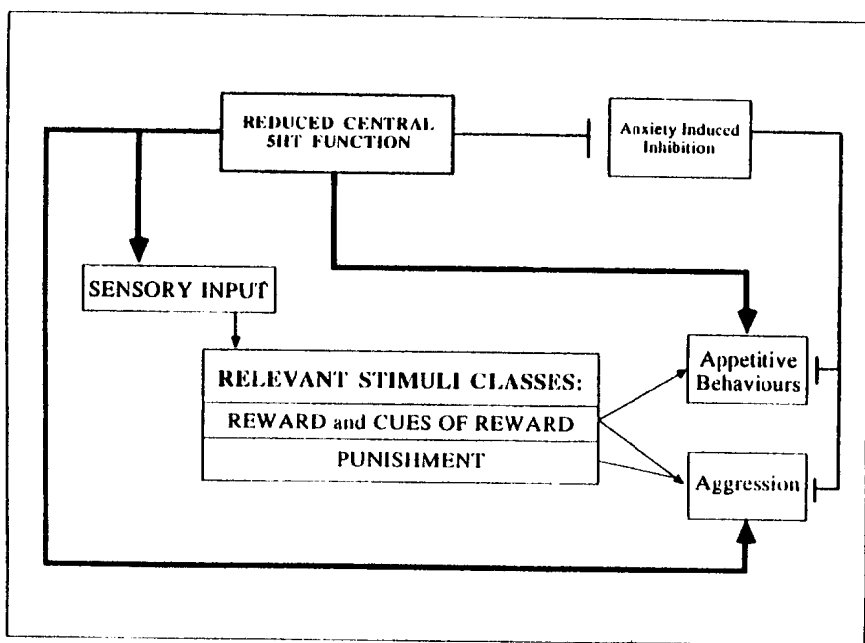 REDUCED CENTRAL
5HT FUNCTION
Anxiety Induced
Inhibition
SENSORY INPUT
RELEVANT STIMULI CLASSES:
REWARD and CUES OF REWARD
PUNISHMENT
Appetitive
Behaviours
Aggression